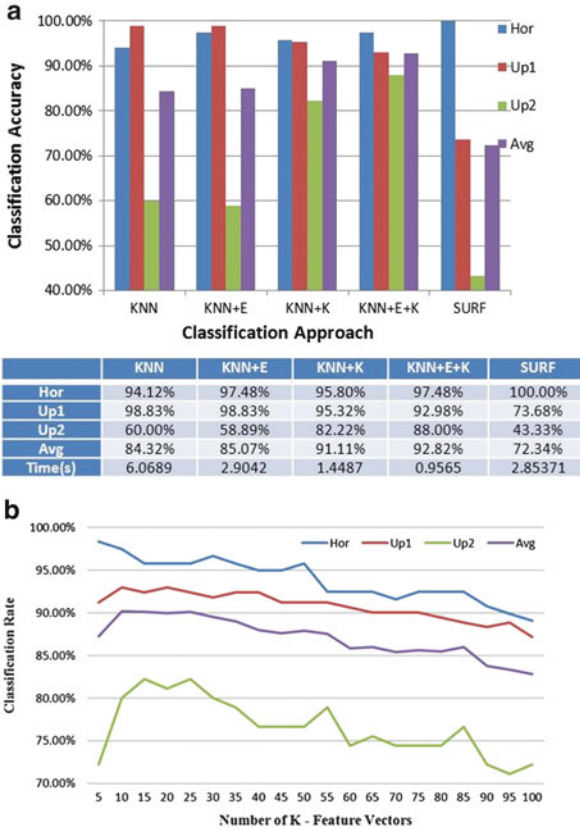 a
100.00%
90.00%
80.00%
70.00%
60.00%
50.00%
40.00%
Classification Accuracy
Hor
Up1
Up2
Avg
KNN KNN+E KNN+K KNN+E+K SURF
Classification Approach
KNN KNN+E KNN+K KNN+E+K SURF
Hor 94.12% 97.48% 95.80% 97.48% 100.00%
Up1 98.83% 98.83% 95.32% 92.98% 73.68%
Up2 60.00% 58.89% 82.22% 88.00% 43.33%
Avg 84.32% 85.07% 91.11% 92.82% 72.34%
Time(s) 6.0689 2.9042 1.4487 0.9565 2.85371
b
100.00%
95.00%
90.00%
85.00%
80.00%
75.00%
70.00%
Classification Rate
Hor Up1 Up2 Avg
5 10 15 20 25 30 35 40 45 50 55 60 65 70 75 80 85 90 95 100
Number of K - Feature Vectors